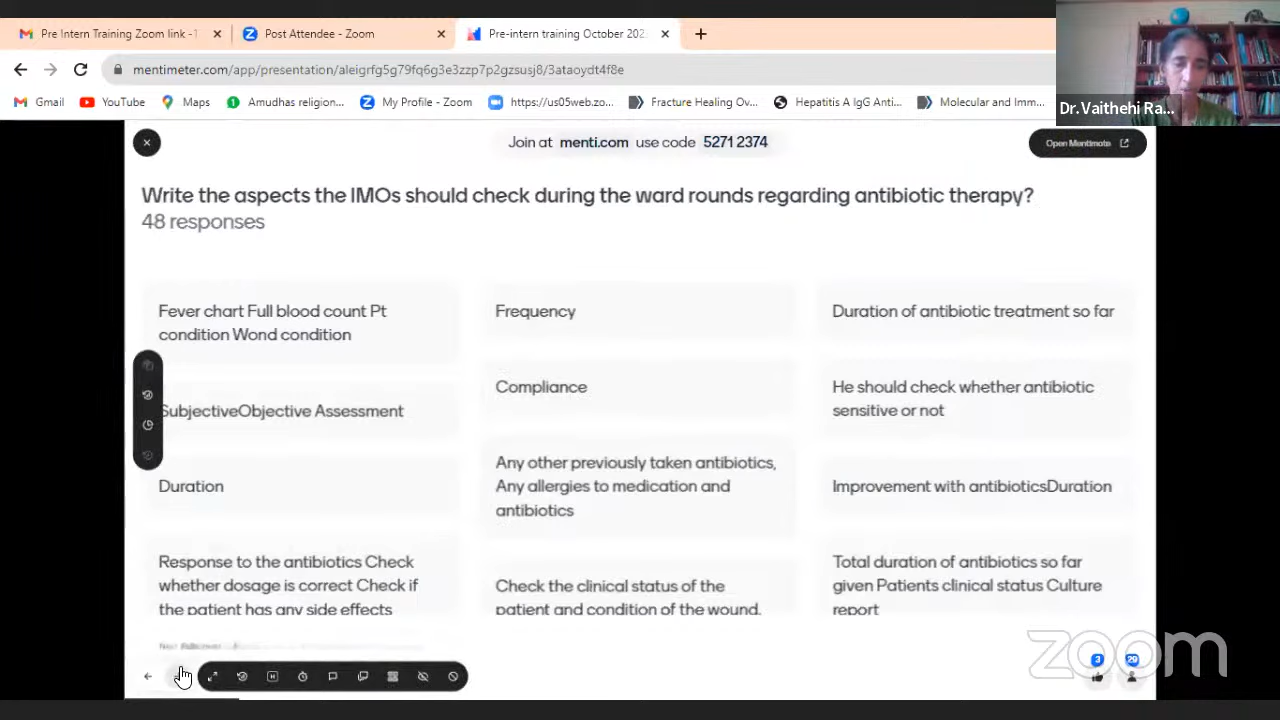 Pre Intern Training Zoom link - 1
Post Attendee - Zoom
Pre-intern training October 202
mentimeter.com/app/presentation/aleigrfg5g79fq6g3e3zzp7p2gzsusj8/3ataoydt4f8e
Gmail
YouTube
Maps
Amudhas religion...
My Profile - Zoom
https://us05web.zo...
Fracture Healing Ov...
Hepatitis A IgG Anti...
Molecular and Imm...
Dr.Vaithehi Ra...
Join at menti.com use code 5271 2374
Open Mentimote
Write the aspects the IMOs should check during the ward rounds regarding antibiotic therapy?
48 responses
Fever chart Full blood count Pt
condition Wond condition
SubjectiveObjective Assessment
Duration
Response to the antibiotics Check
whether dosage is correct Check if
the patient has any side effects
Frequency
Compliance
Any other previously taken antibiotics,
Any allergies to medication and
antibiotics
Check the clinical status of the
patient and condition of the wound.
Duration of antibiotic treatment so far
He should check whether antibiotic
sensitive or not
Improvement with antibioticsDuration
Total duration of antibiotics so far
given Patients clinical status Culture
report
zoom
3
29